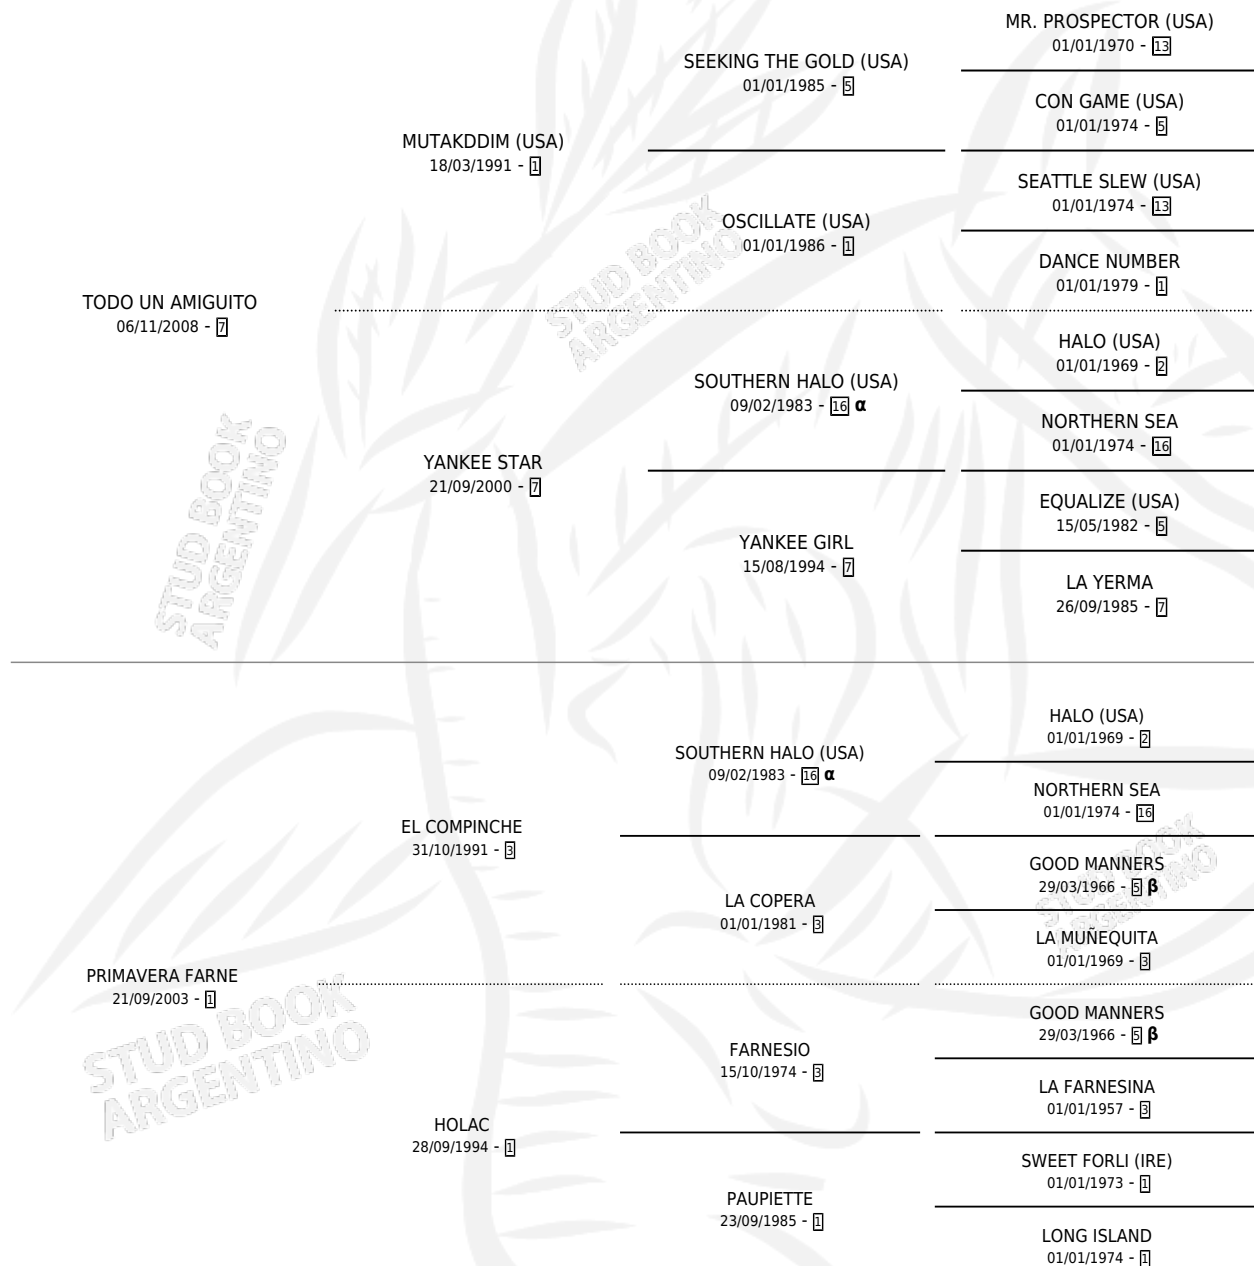 MR. PROSPECTOR (USA)
01/01/1970 - 13
SEEKING THE GOLD (USA)
01/01/1985 - 5
CON GAME (USA)
01/01/1974 - 5
MUTAKDDIM (USA)
18/03/1991 - 1
SEATTLE SLEW (USA)
01/01/1974 - 13
OSCILLATE (USA)
01/01/1986 - 1
DANCE NUMBER
01/01/1979 - 1
TODO UN AMIGUITO
06/11/2008 - 7
HALO (USA)
01/01/1969 - 2
SOUTHERN HALO (USA)
09/02/1983 - 16 α
NORTHERN SEA
01/01/1974 - 16
YANKEE STAR
21/09/2000 - 7
EQUALIZE (USA)
15/05/1982 - 5
YANKEE GIRL
15/08/1994 - 7
LA YERMA
26/09/1985 - 7
STUD BOOK
ARGENTINO
STUD BOOK
ARGENTINO
HALO (USA)
01/01/1969 - 2
SOUTHERN HALO (USA)
09/02/1983 - 16 α
NORTHERN SEA
01/01/1974 - 16
EL COMPINCHE
31/10/1991 - 3
GOOD MANNERS
29/03/1966 - 5 β
LA COPERA
01/01/1981 - 3
LA MUÑEQUITA
01/01/1969 - 3
PRIMAVERA FARNE
21/09/2003 - 1
GOOD MANNERS
29/03/1966 - 5 β
FARNESIO
15/10/1974 - 3
LA FARNESINA
01/01/1957 - 3
HOLAC
28/09/1994 - 1
SWEET FORLI (IRE)
01/01/1973 - 1
PAUPIETTE
23/09/1985 - 1
LONG ISLAND
01/01/1974 - 1
STUD BOOK
ARGENTINO
STUD BOOK
ARGENTINO